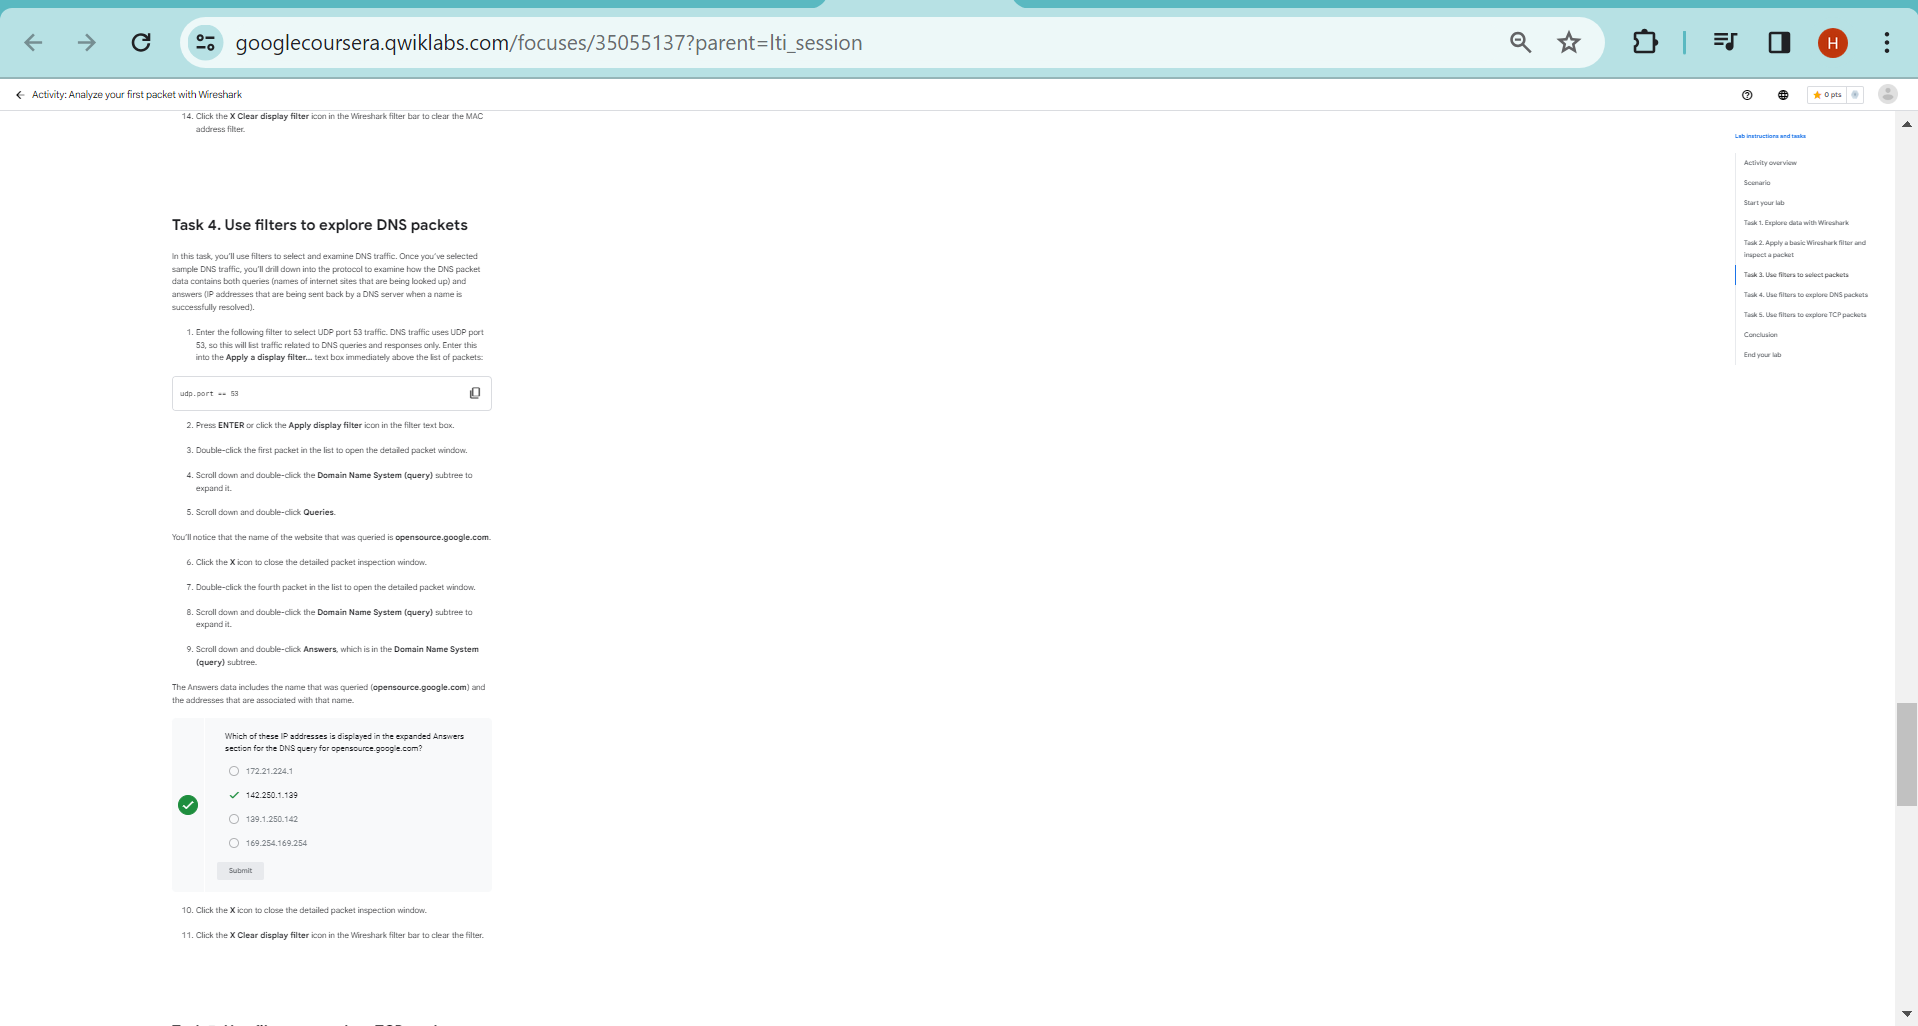 googlecoursera.qwiklabs.com/focuses/35055137?parent=lti_session
H
Activity: Analyze your first packet with Wireshark
0 pts
14. Click the X Clear display filter icon in the Wireshark filter bar to clear the MAC
address filter.
Task 4. Use filters to explore DNS packets
In this task, you'll use filters to select and examine DNS traffic. Once you've selected
sample DNS traffic, you'll drill down into the protocol to examine how the DNS packet
data contains both queries (names of internet sites that are being looked up) and
answers (IP addresses that are being sent back by a DNS server when a name is
successfully resolved).
1. Enter the following filter to select UDP port 53 traffic. DNS traffic uses UDP port
53, so this will list traffic related to DNS queries and responses only. Enter this
into the Apply a display filter... text box immediately above the list of packets:
udp.port == 53
2. Press ENTER or click the Apply display filter icon in the filter text box.
3. Double-click the first packet in the list to open the detailed packet window.
4. Scroll down and double-click the Domain Name System (query) subtree to
expand it.
5. Scroll down and double-click Queries.
You'll notice that the name of the website that was queried is opensource.google.com.
6. Click the X icon to close the detailed packet inspection window.
7. Double-click the fourth packet in the list to open the detailed packet window.
8. Scroll down and double-click the Domain Name System (query) subtree to
expand it.
9. Scroll down and double-click Answers, which is in the Domain Name System
(query) subtree.
The Answers data includes the name that was queried (opensource.google.com) and
the addresses that are associated with that name.
Which of these IP addresses is displayed in the expanded Answers
section for the DNS query for opensource.google.com?
172.21.224.1
142.250.1.139
139.1.250.142
169.254.169.254
Submit
10. Click the X icon to close the detailed packet inspection window.
11. Click the X Clear display filter icon in the Wireshark filter bar to clear the filter.
Lab instructions and tasks
Activity overview
Scenario
Start your lab
Task 1. Explore data with Wireshark
Task 2. Apply a basic Wireshark filter and
inspect a packet
Task 3. Use filters to select packets
Task 4. Use filters to explore DNS packets
Task 5. Use filters to explore TCP packets
Conclusion
End your lab